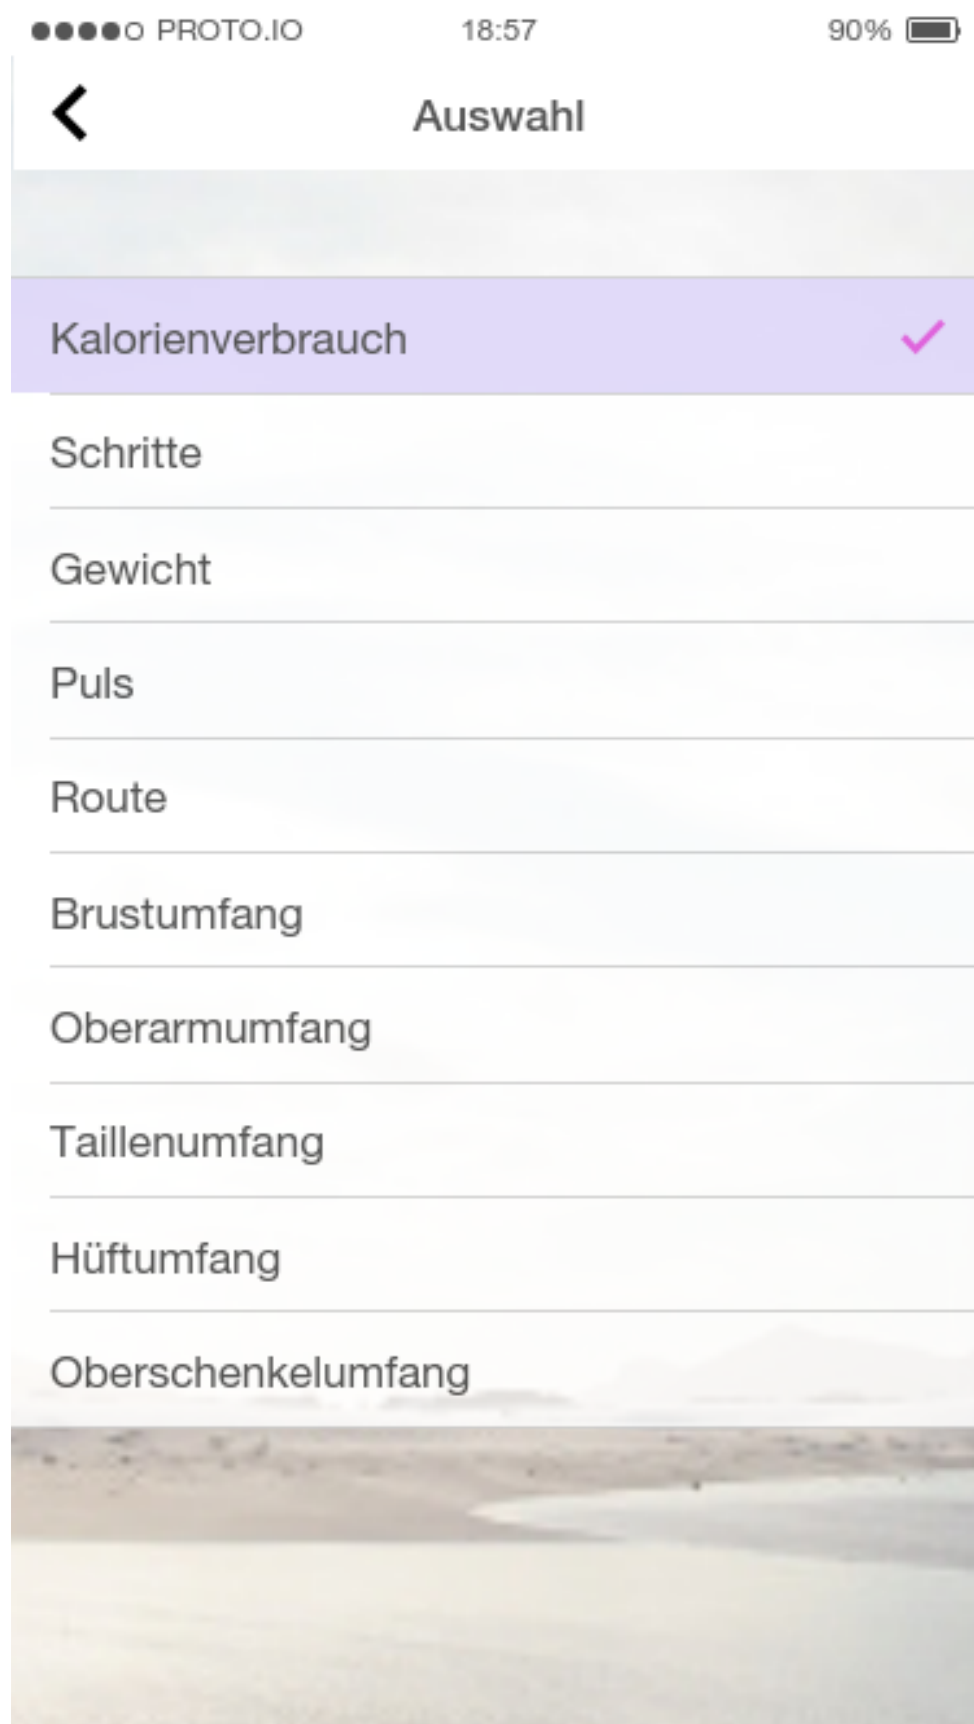 PROTO.IO 18:57 90%
Auswahl
Kalorienverbrauch
Schritte
Gewicht
Puls
Route
Brustumfang
Oberarmumfang
Taillenumfang
Hüftumfang
Oberschenkelumfang